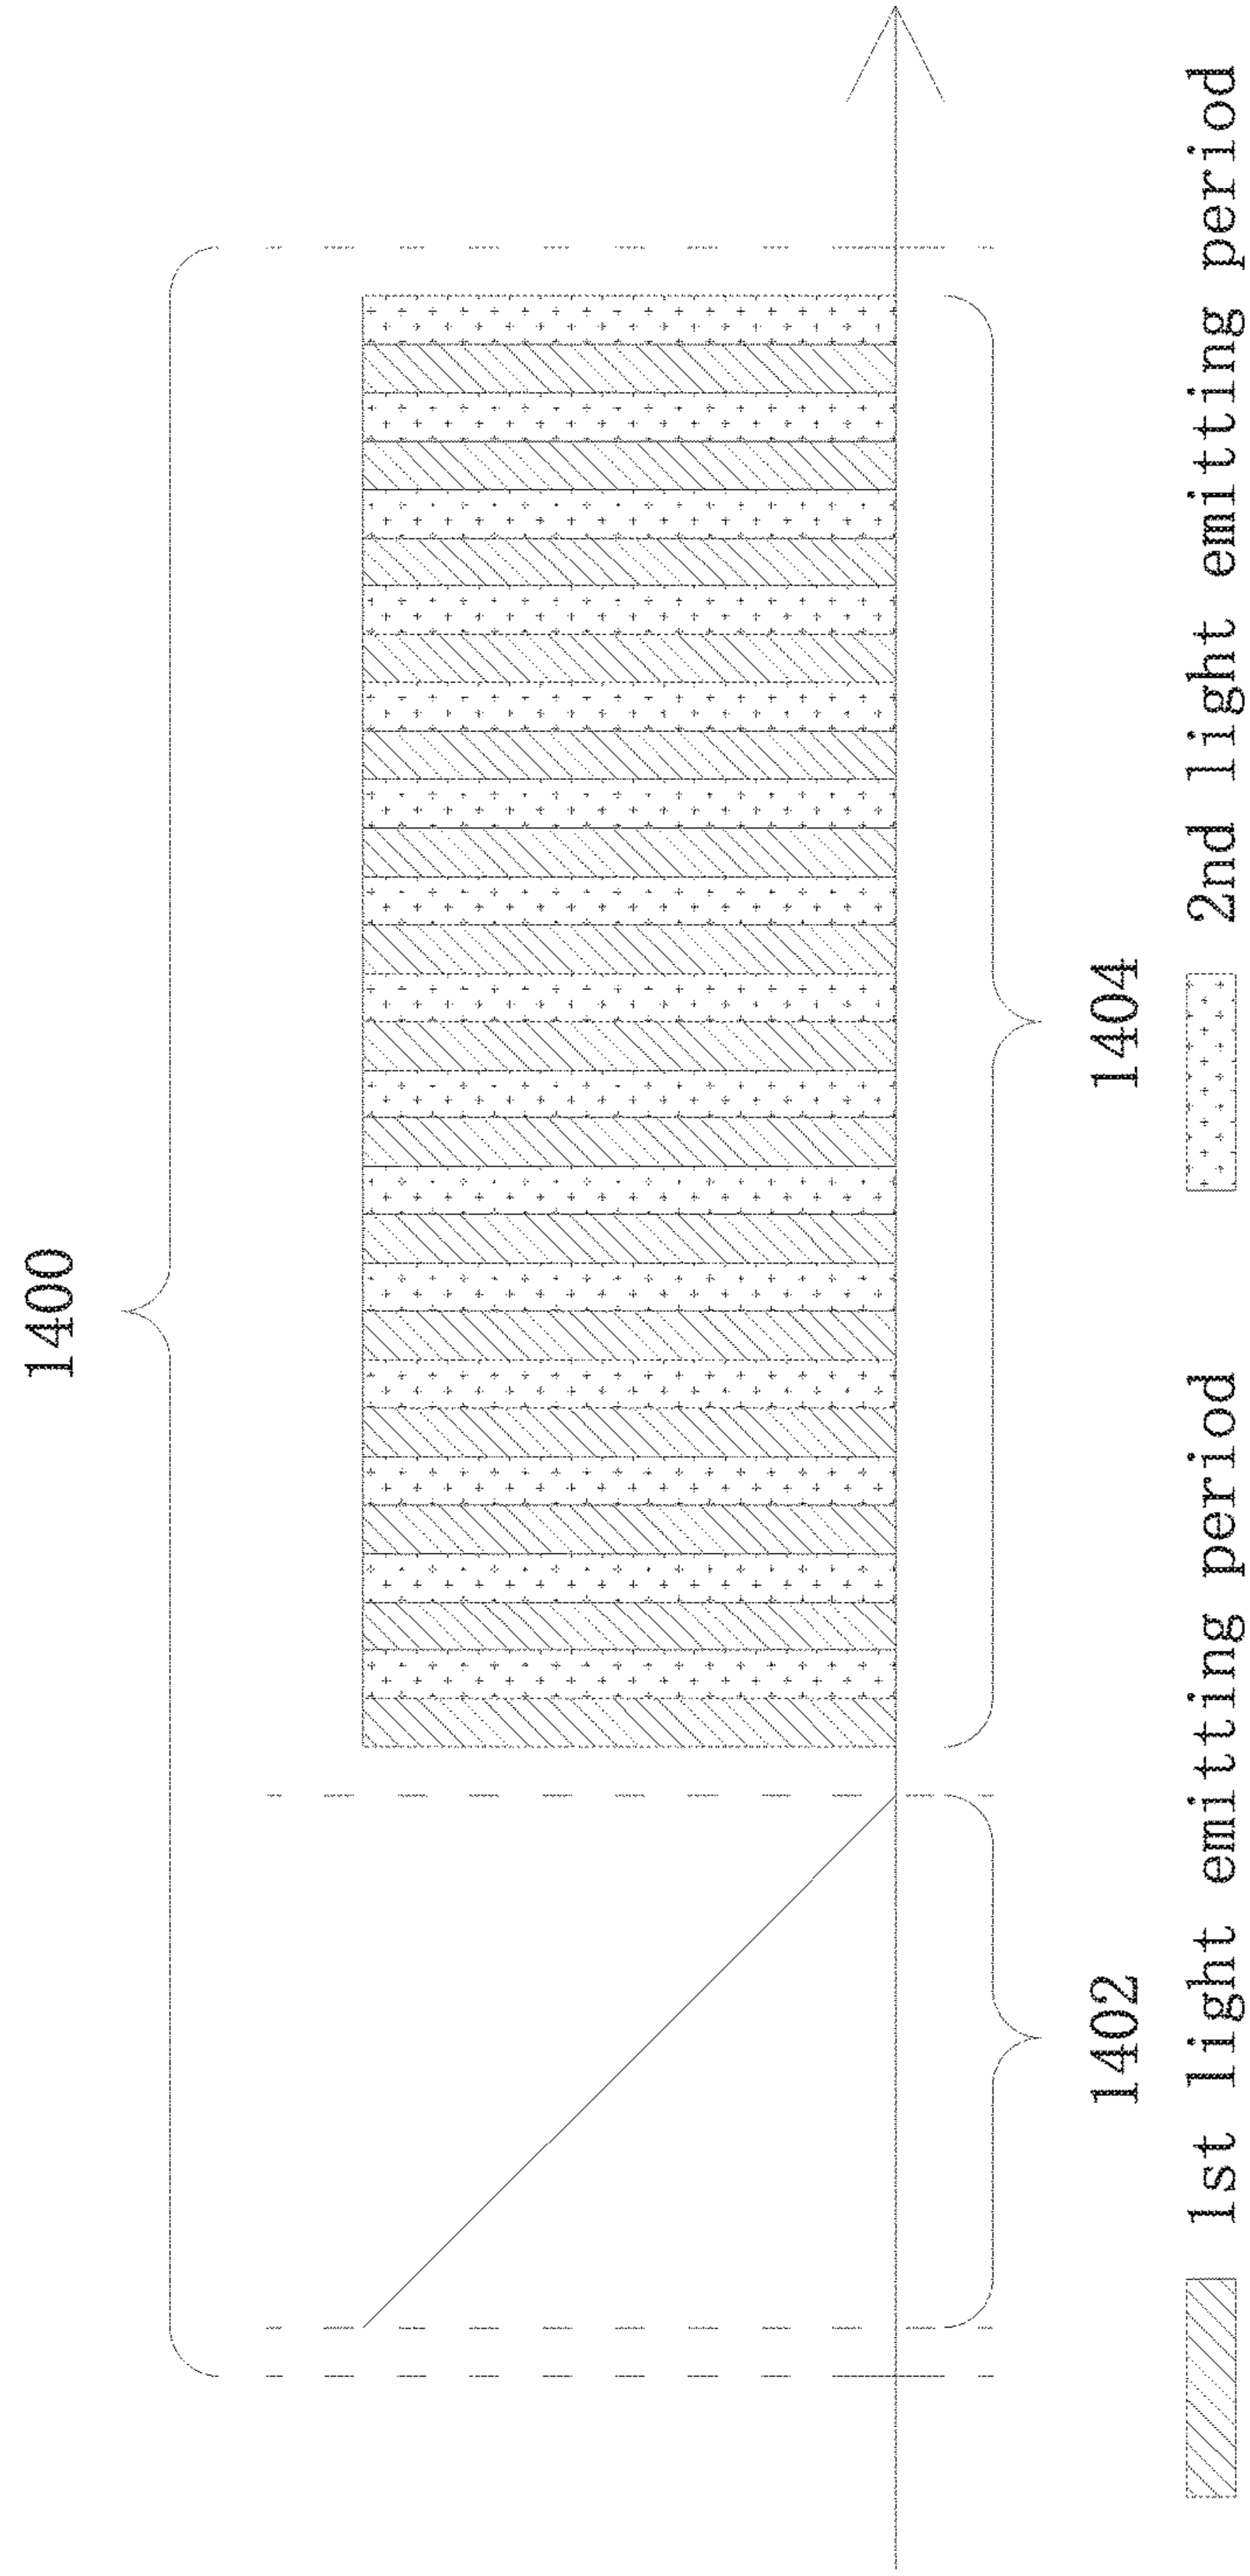 1400
1402
1404
1st light emitting period
2nd light emitting period